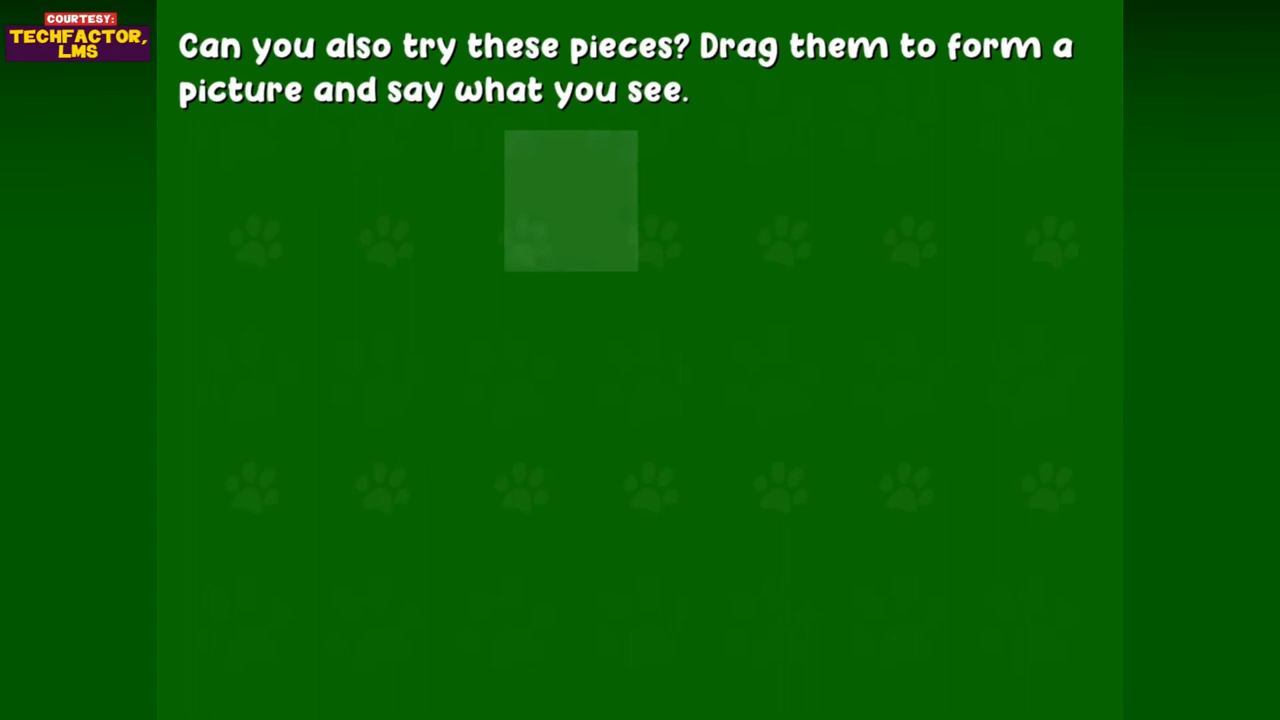 COURTESY:
TECHFACTOR,
LMS
Can you also try these pieces? Drag them to form a
picture and say what you see.